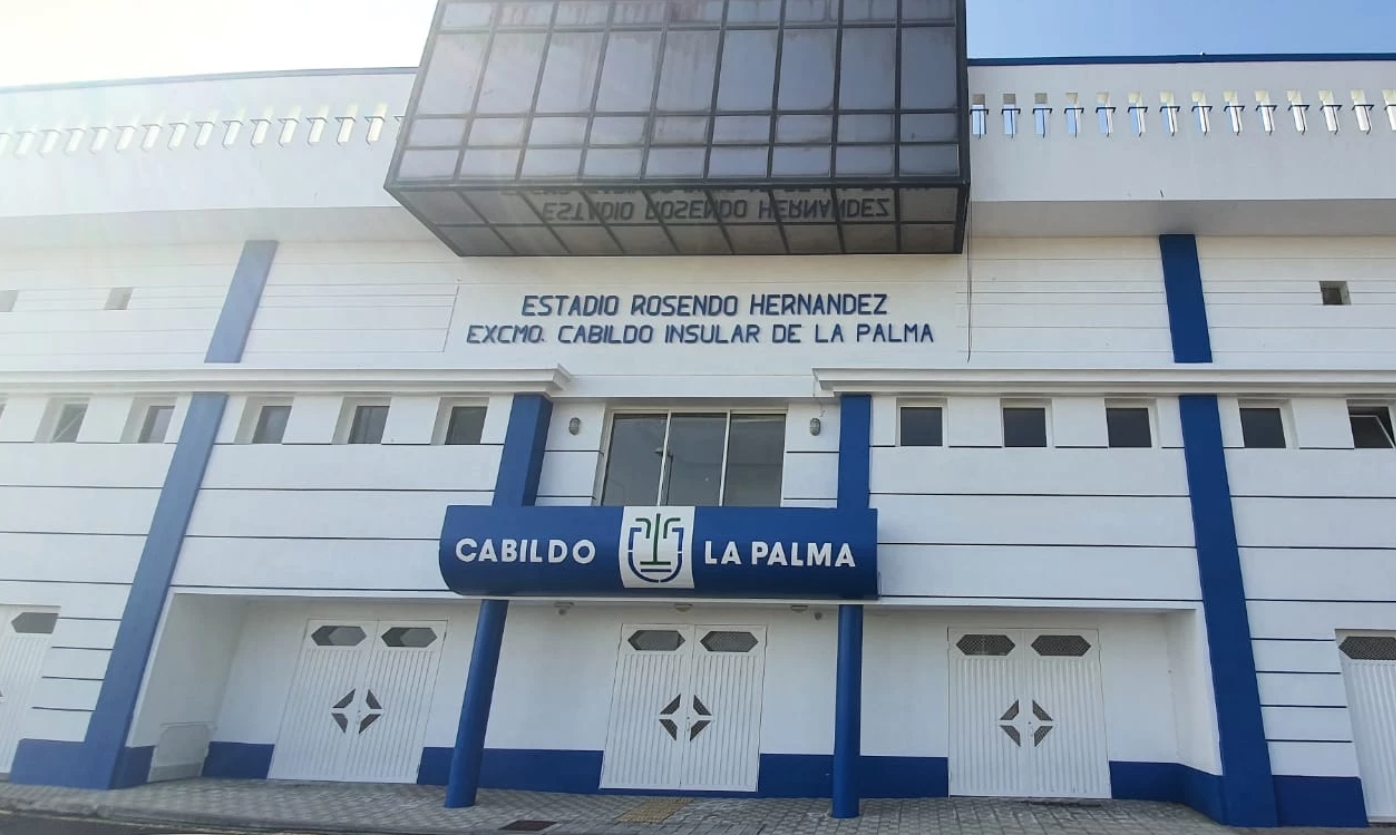 ESTADIO ROSENDO HERNANDEZ
ESTADIO ROSENDO HERNANDEZ
EXCMO. CABILDO INSULAR DE LA PALMA
CABILDO LA PALMA